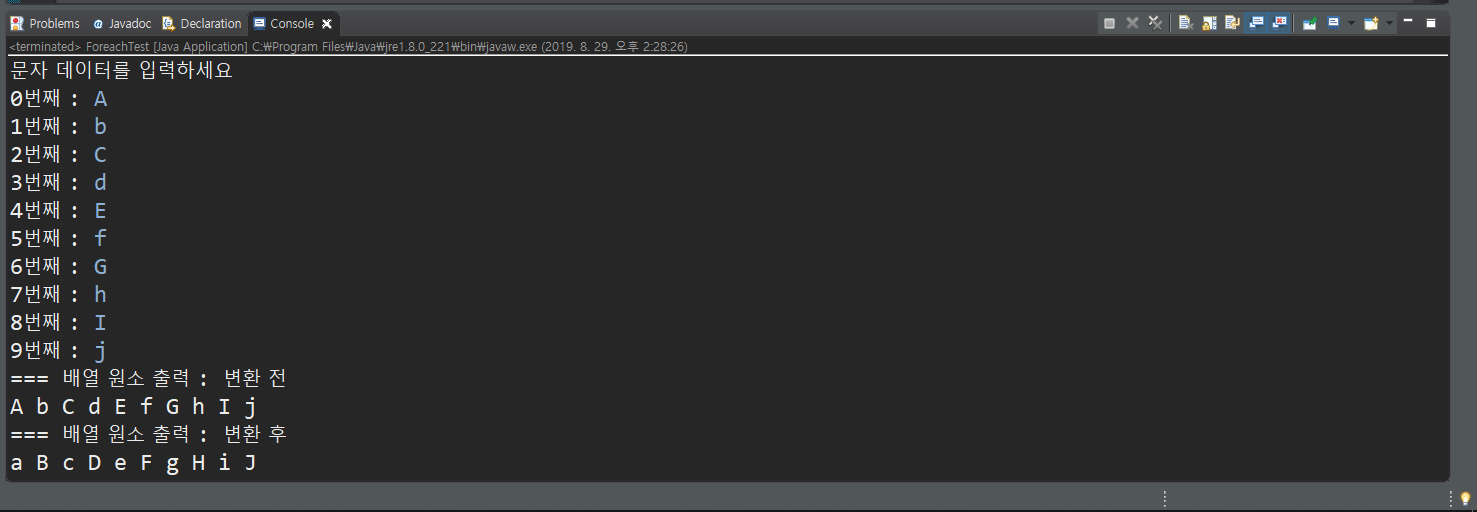 Problems Javadoc Declaration Console
<terminated> ForeachTest [Java Application] C:₩Program Files₩Java₩jre1.8.0_221₩bin₩javaw.exe (2019. 8. 29. 오후 2:28:26)
문자 데이터를 입력하세요
0번째 : A
1번째 : b
2번째 : C
3번째 : d
4번째 : E
5번째 : f
6번째 : G
7번째 : h
8번째 : I
9번째 : j
=== 배열 원소 출력 : 변환 전
A b C d E f G h I j
=== 배열 원소 출력 : 변환 후
a B c D e F g H i J